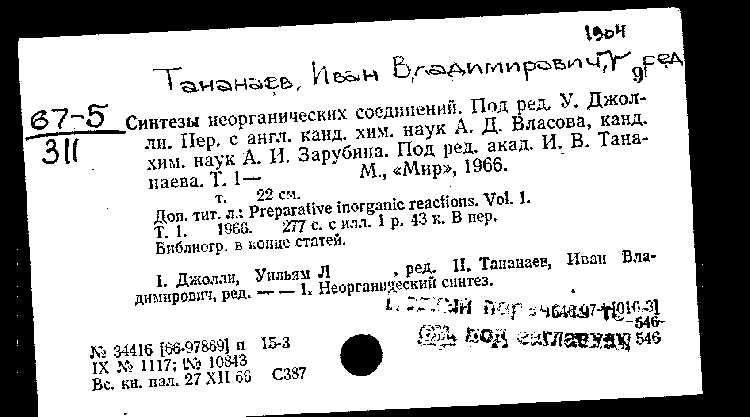 1904
Тананаев, Иван Владимирович, ред
67-5
311
Синтезы неорганических соединений. Под ред. У. Джол-
ли. Пер. с англ. канд. хим. наук А. Д. Власова, канд.
хим. наук А. И. Зарубина. Под ред. акад. И. В. Тана-
наева. Т. 1— М., «Мир», 1966.
т. 22 см.
Доп. тит. л.: Preparative inorganic reactions. Vol. 1.
Т. 1. 1966. 277 с. с илл. 1 р. 43 к. В пер.
Библиогр. в конце статей.
I. Джолли, Уильям Л , ред. II. Тананаев, Иван Вла-
димирович, ред. — — 1. Неорганический синтез.
под заглавием 546
-546-
№ 34416 [66-97869] п 15-3
IX № 1117; № 10843
Вс. кн. пал. 27 XII 66 С387